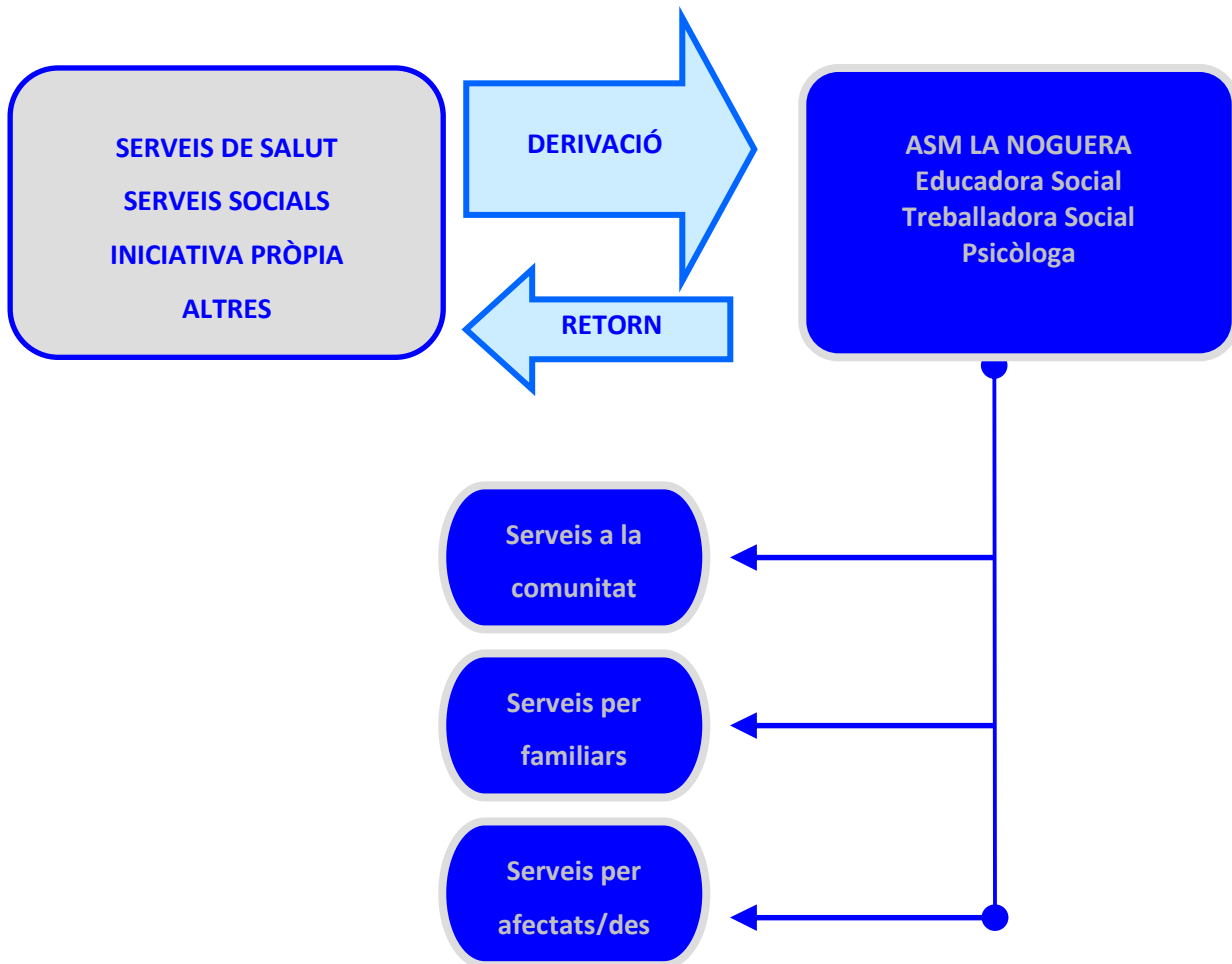 SERVEIS DE SALUT
SERVEIS SOCIALS
INICIATIVA PRÒPIA
ALTRES
DERIVACIÓ
RETORN
ASM LA NOGUERA
Educadora Social
Treballadora Social
Psicòloga
Serveis a la
comunitat
Serveis per
familiars
Serveis per
afectats/des